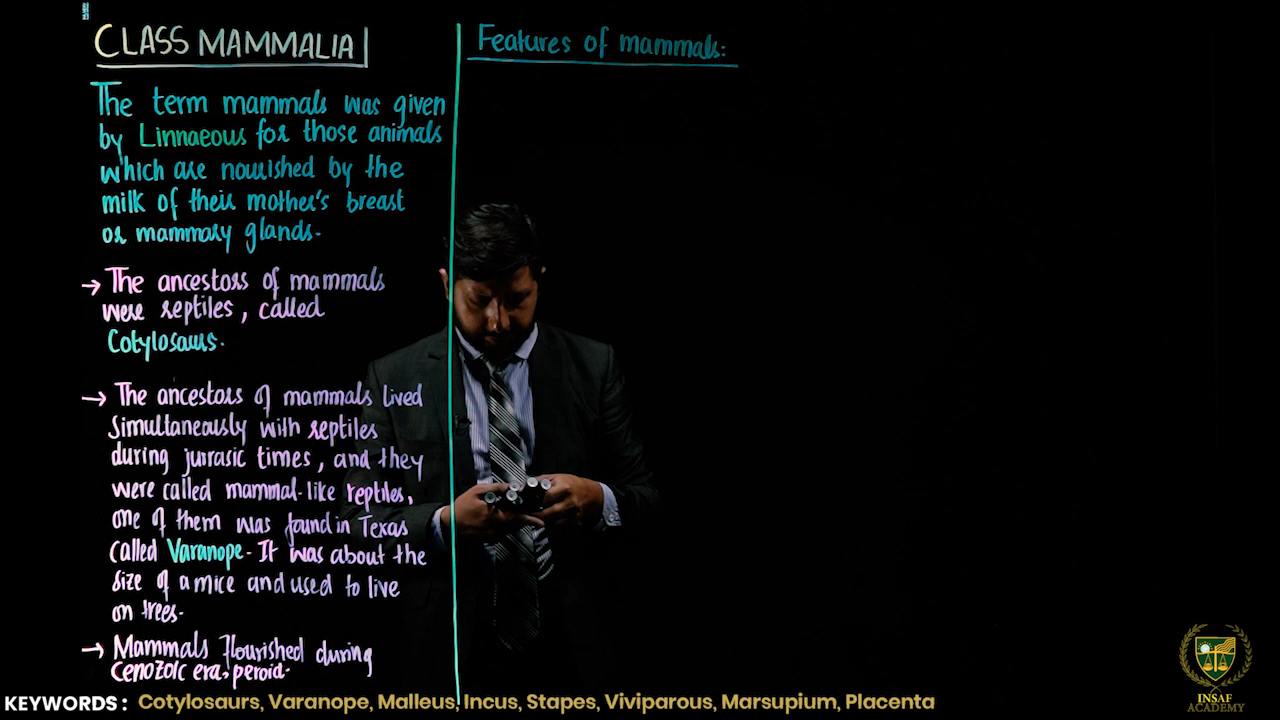 CLASS MAMMALIA
The term mammals was given
by Linnaeous for those animals
which are nourished by the
milk of their mother's breast
or mammary glands.
→ The ancestors of mammals
were reptiles, called
Cotylosaurs.
→ The ancestors of mammals lived
Simultaneously with reptiles
during jurrasic times, and they
were called mammal-like reptiles,
one of them was found in Texas
called Varanope. It was about the
size of a mice and used to live
on trees.
→ Mammals flourished during
Cenozoic era, peroid.
Features of mammals:
KEYWORDS: Cotylosaurs, Varanope, Malleus, Incus, Stapes, Viviparous, Marsupium, Placenta
INSAF
ACADEMY